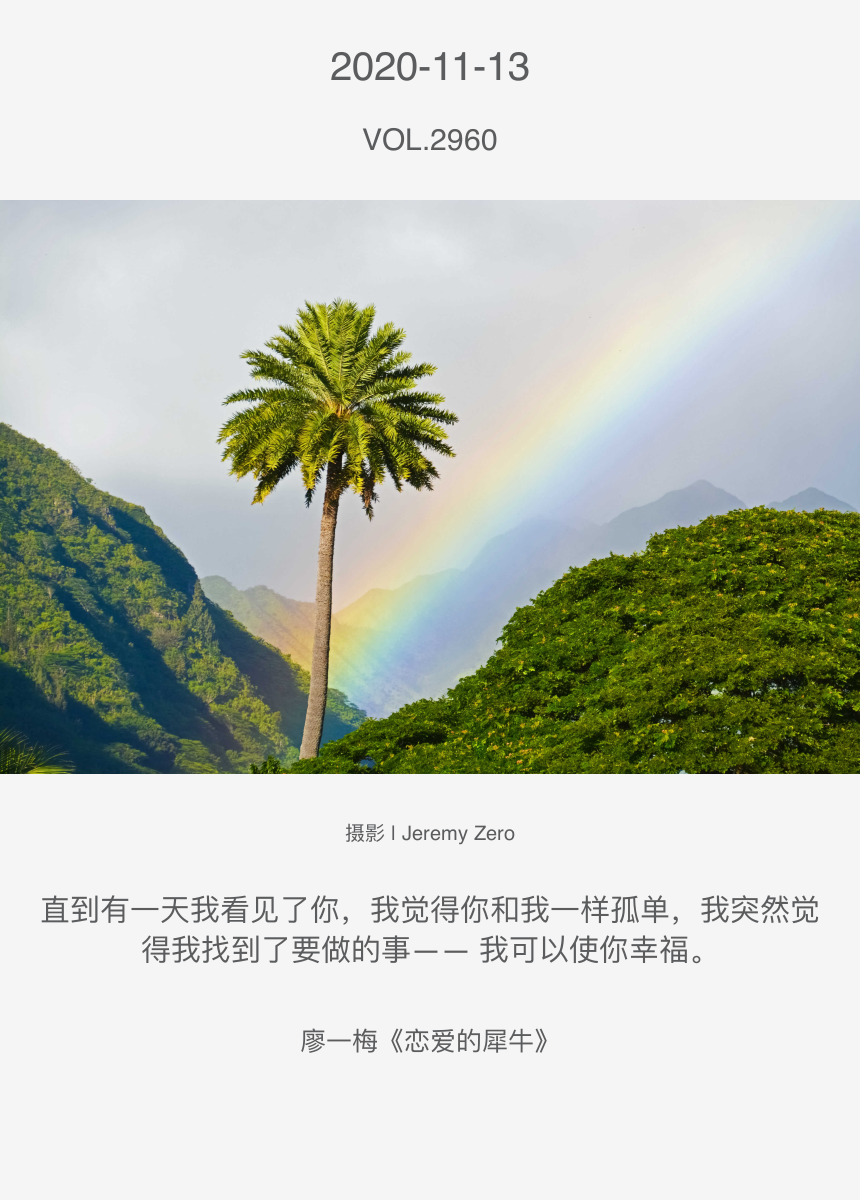 2020-11-13
VOL.2960
摄影 l Jeremy Zero
直到有一天我看见了你，我觉得你和我一样孤单，我突然觉
得我找到了要做的事—— 我可以使你幸福。
廖一梅《恋爱的犀牛》